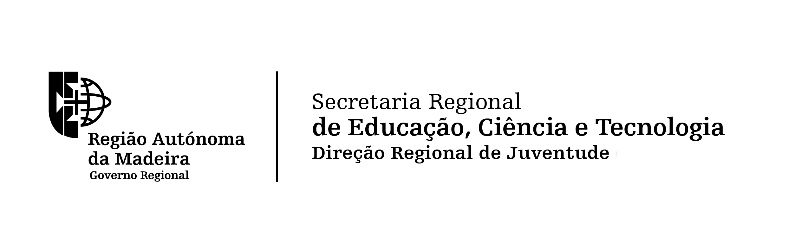 Região Autónoma
da Madeira
Governo Regional
Secretaria Regional
de Educação, Ciência e Tecnologia
Direção Regional de Juventude